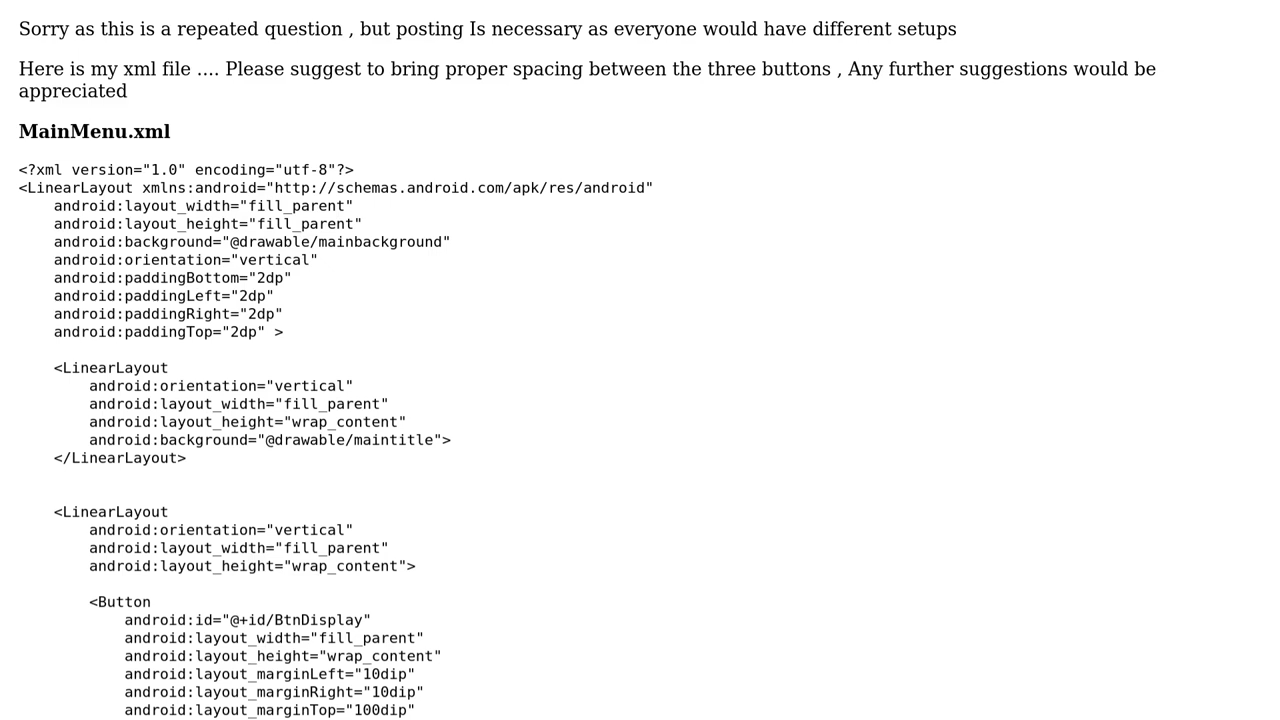 Sorry as this is a repeated question , but posting Is necessary as everyone would have different setups
Here is my xml file .... Please suggest to bring proper spacing between the three buttons , Any further suggestions would be
appreciated
MainMenu.xml
<?xml version="1.0" encoding="utf-8"?>
<LinearLayout xmlns:android="http://schemas.android.com/apk/res/android"
    android:layout_width="fill_parent"
    android:layout_height="fill_parent"
    android:background="@drawable/mainbackground"
    android:orientation="vertical"
    android:paddingBottom="2dp"
    android:paddingLeft="2dp"
    android:paddingRight="2dp"
    android:paddingTop="2dp" >
    <LinearLayout
        android:orientation="vertical"
        android:layout_width="fill_parent"
        android:layout_height="wrap_content"
        android:background="@drawable/maintitle">
    </LinearLayout>
    <LinearLayout
        android:orientation="vertical"
        android:layout_width="fill_parent"
        android:layout_height="wrap_content">
        <Button
            android:id="@+id/BtnDisplay"
            android:layout_width="fill_parent"
            android:layout_height="wrap_content"
            android:layout_marginLeft="10dip"
            android:layout_marginRight="10dip"
            android:layout_marginTop="100dip"